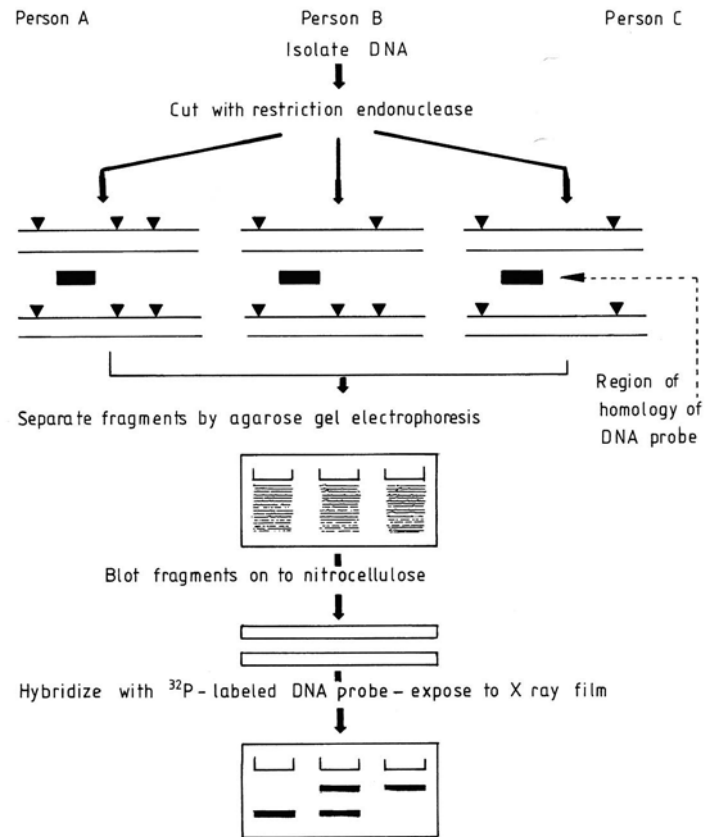 Person A Person B Person C
Isolate DNA
Cut with restriction endonuclease
Region of
homology of
DNA probe
Separate fragments by agarose gel electrophoresis
Blot fragments on to nitrocellulose
Hybridize with ³²P-labeled DNA probe-expose to X ray film